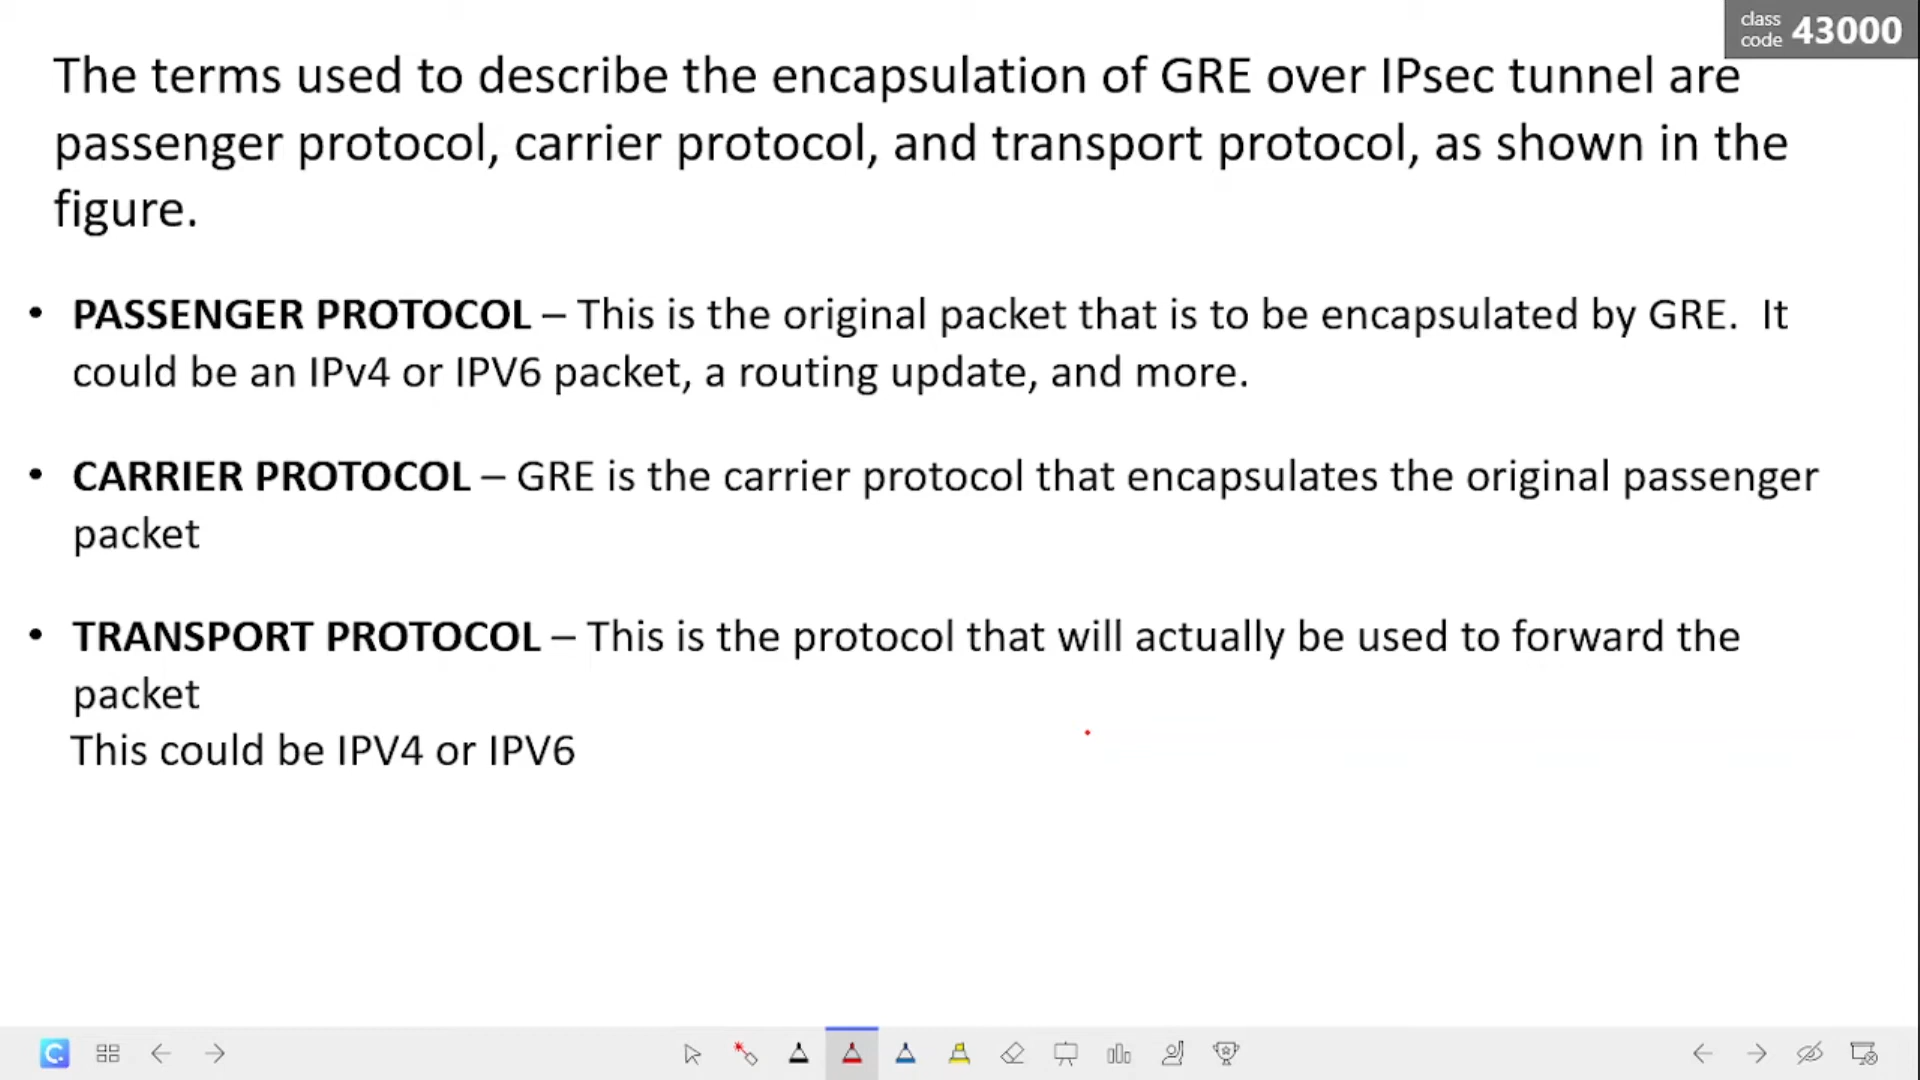 class
code 43000
The terms used to describe the encapsulation of GRE over IPsec tunnel are
passenger protocol, carrier protocol, and transport protocol, as shown in the
figure.
• PASSENGER PROTOCOL – This is the original packet that is to be encapsulated by GRE.  It
could be an IPv4 or IPV6 packet, a routing update, and more.
• CARRIER PROTOCOL – GRE is the carrier protocol that encapsulates the original passenger
packet
• TRANSPORT PROTOCOL – This is the protocol that will actually be used to forward the
packet
This could be IPV4 or IPV6